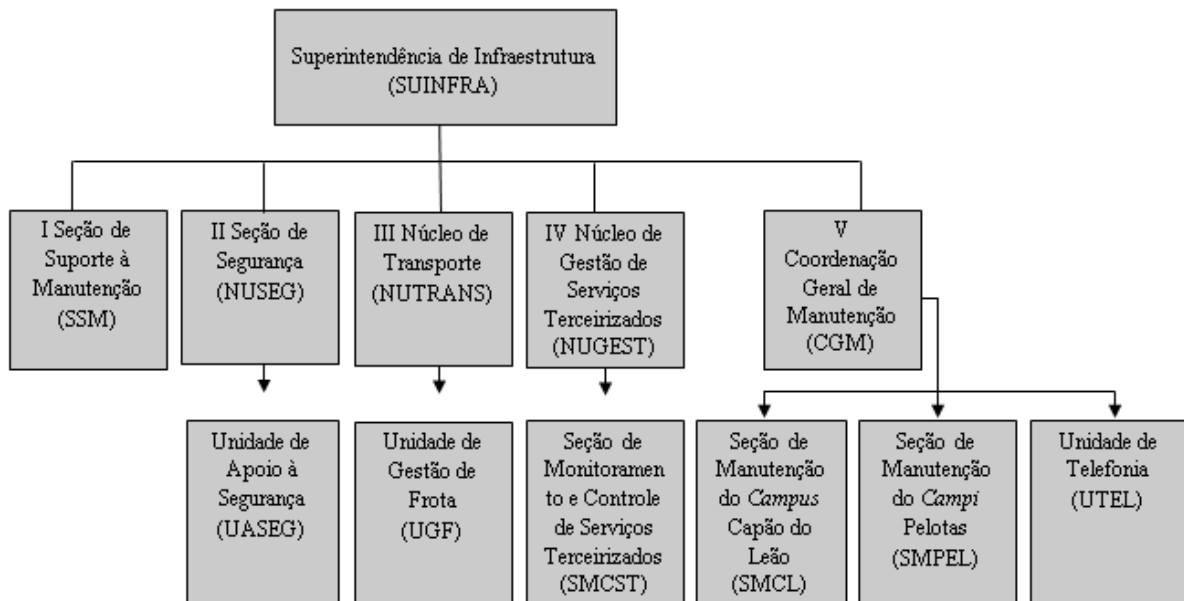 Superintendência de Infraestrutura
(SUINFRA)
I Seção de
Suporte à
Manutenção
(SSM)
II Seção de
Segurança
(NUSEG)
III Núcleo de
Transporte
(NUTRANS)
IV Núcleo de
Gestão de
Serviços
Terceirizados
(NUGEST)
V
Coordenação
Geral de
Manutenção
(CGM)
Unidade de
Apoio à
Segurança
(UASEG)
Unidade de
Gestão de
Frota
(UGF)
Seção de
Monitoramen
to e Controle
de Serviços
Terceirizados
(SMCST)
Seção de
Manutenção
do Campus
Capão do
Leão
(SMCL)
Seção de
Manutenção
do Campi
Pelotas
(SMPEL)
Unidade de
Telefonia
(UTEL)